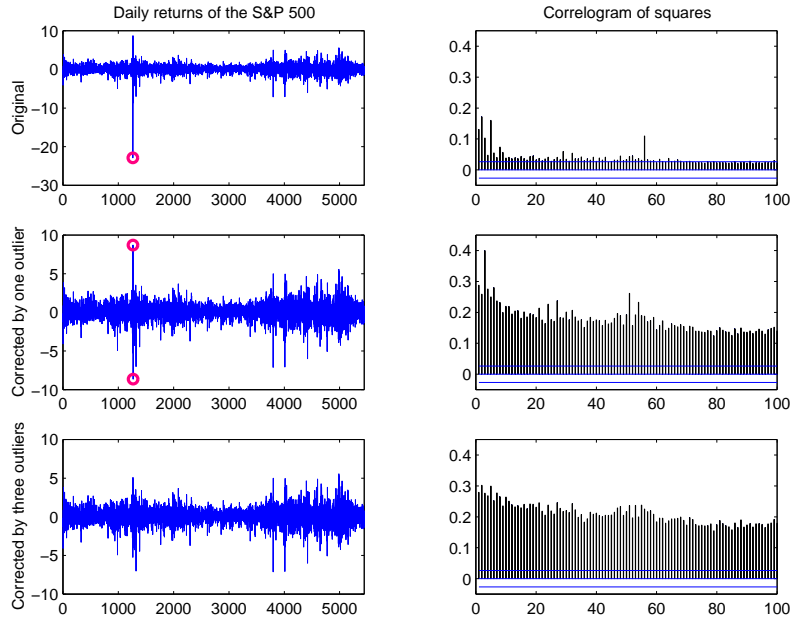 Daily returns of the S&P 500
Correlogram of squares
Original
10
0
−10
−20
−30
0 1000 2000 3000 4000 5000
0.4
0.3
0.2
0.1
0
0 20 40 60 80 100
Corrected by one outlier
10
5
0
−5
−10
0 1000 2000 3000 4000 5000
0.4
0.3
0.2
0.1
0
0 20 40 60 80 100
Corrected by three outliers
10
5
0
−5
−10
0 1000 2000 3000 4000 5000
0.4
0.3
0.2
0.1
0
0 20 40 60 80 100